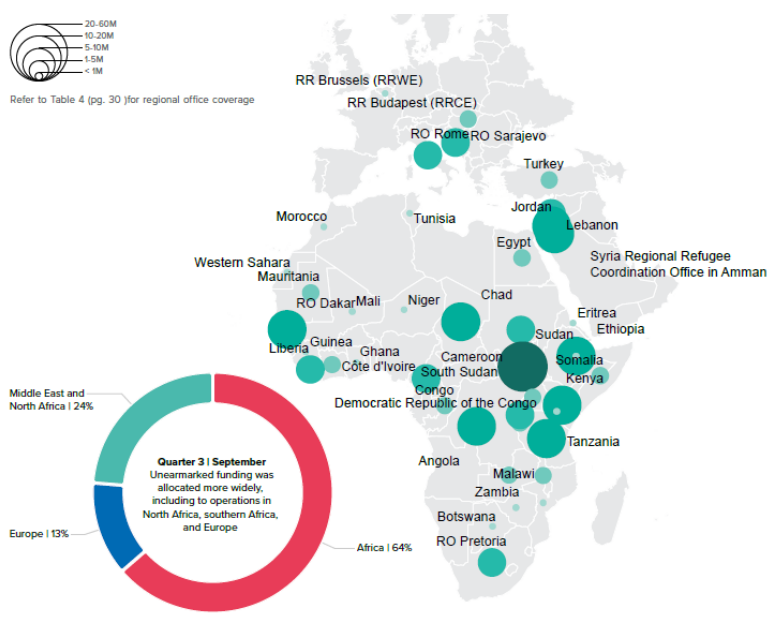 20-60M
10-20M
5-10M
1-5M
< 1M
Refer to Table 4 (pg. 30 )for regional office coverage
RR Brussels (RRWE)
RR Budapest (RRCE)
RO Rome
RO Sarajevo
Turkey
Jordan
Lebanon
Morocco
Tunisia
Egypt
Syria Regional Refugee
Coordination Office in Amman
Western Sahara
Mauritania
RO Dakar
Mali
Niger
Chad
Eritrea
Ethiopia
Sudan
Liberia
Guinea
Ghana
Côte d'Ivoire
Cameroon
South Sudan
Somalia
Kenya
Congo
Democratic Republic of the Congo
Tanzania
Angola
Malawi
Zambia
Botswana
RO Pretoria
Middle East and
North Africa | 24%
Quarter 3 | September
Unearmarked funding was
allocated more widely,
including to operations in
North Africa, southern Africa,
and Europe
Europe | 13%
Africa | 64%